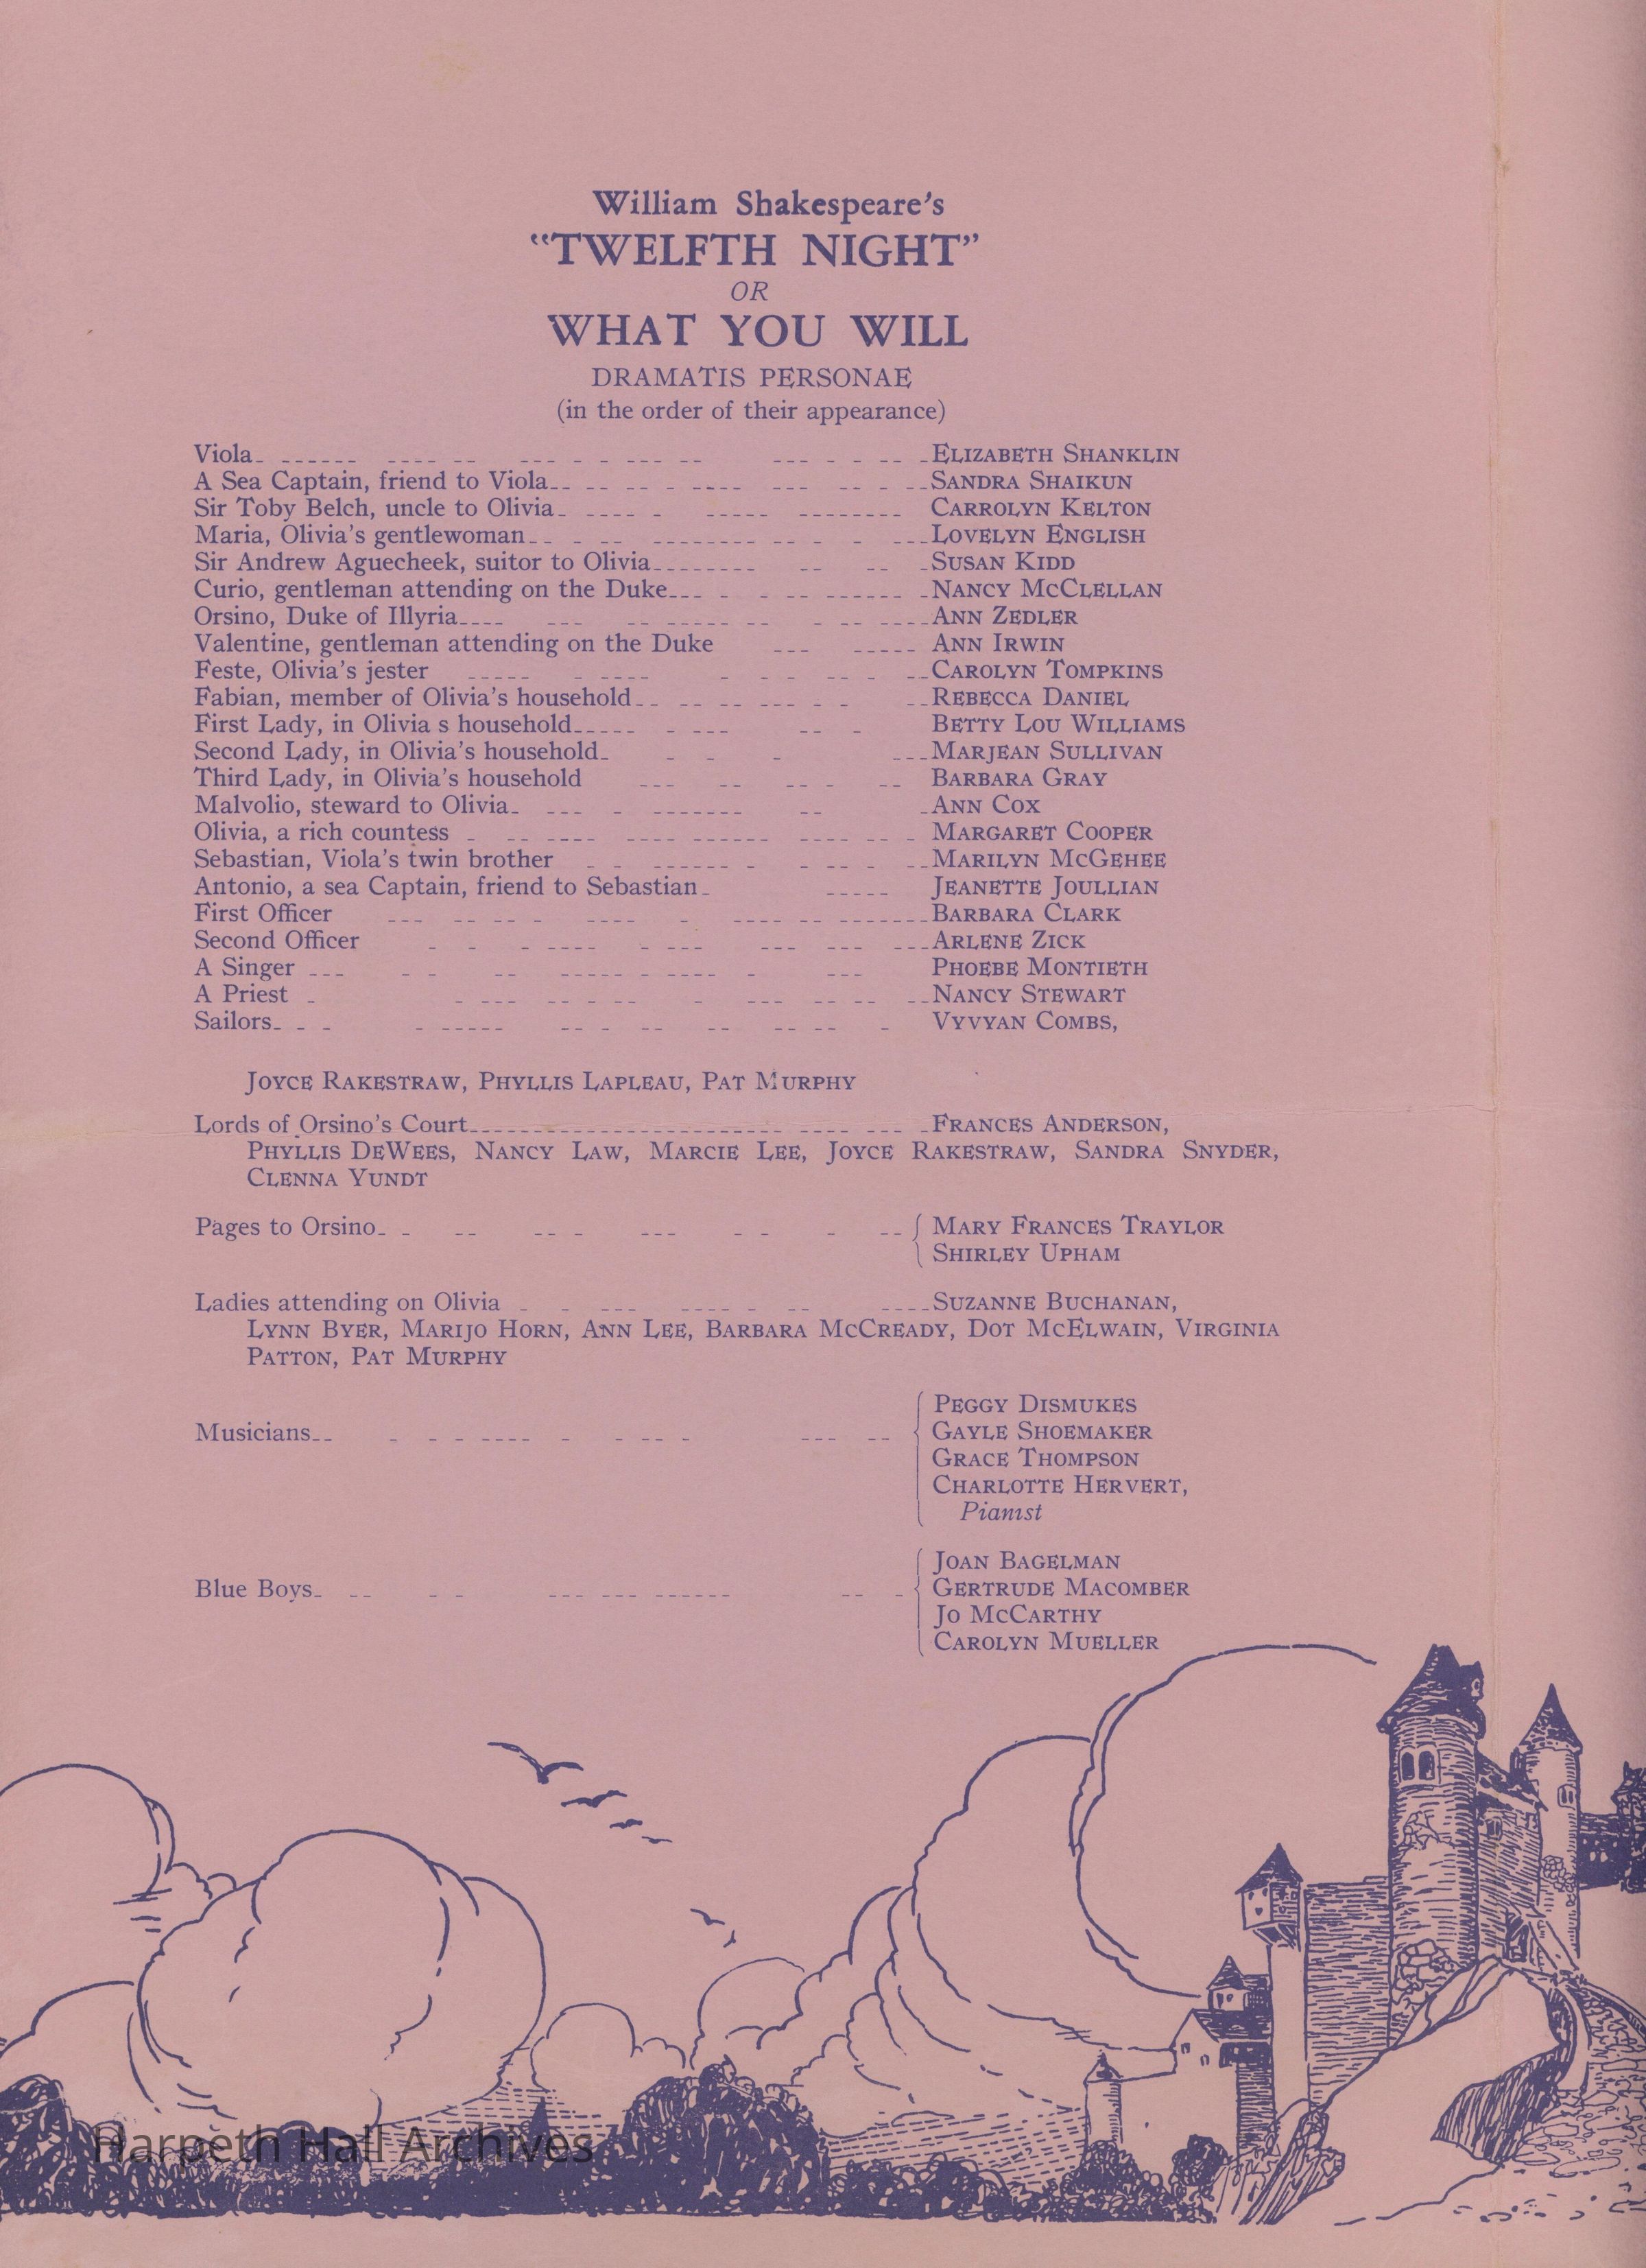 William Shakespeare's
“TWELFTH NIGHT”
OR
WHAT YOU WILL
DRAMATIS PERSONAE
(in the order of their appearance)
Viola ELIZABETH SHANKLIN
A Sea Captain, friend to Viola SANDRA SHAIKUN
Sir Toby Belch, uncle to Olivia CARROLYN KELTON
Maria, Olivia's gentlewoman LOVELYN ENGLISH
Sir Andrew Aguecheek, suitor to Olivia SUSAN KIDD
Curio, gentleman attending on the Duke NANCY MCCLELLAN
Orsino, Duke of Illyria ANN ZEDLER
Valentine, gentleman attending on the Duke ANN IRWIN
Feste, Olivia's jester CAROLYN TOMPKINS
Fabian, member of Olivia's household REBECCA DANIEL
First Lady, in Olivia s household BETTY LOU WILLIAMS
Second Lady, in Olivia's household MARJEAN SULLIVAN
Third Lady, in Olivia's household BARBARA GRAY
Malvolio, steward to Olivia ANN COX
Olivia, a rich countess MARGARET COOPER
Sebastian, Viola's twin brother MARILYN MCGEHEE
Antonio, a sea Captain, friend to Sebastian JEANETTE JOULLIAN
First Officer BARBARA CLARK
Second Officer ARLENE ZICK
A Singer PHOEBE MONTIETH
A Priest NANCY STEWART
Sailors VYVYAN COMBS,
JOYCE RAKESTRAW, PHYLLIS LAPLEAU, PAT MURPHY
Lords of Orsino's Court FRANCES ANDERSON,
PHYLLIS DEWEES, NANCY LAW, MARCIE LEE, JOYCE RAKESTRAW, SANDRA SNYDER,
CLENNA YUNDT
Pages to Orsino MARY FRANCES TRAYLOR
SHIRLEY UPHAM
Ladies attending on Olivia SUZANNE BUCHANAN,
LYNN BYER, MARIJO HORN, ANN LEE, BARBARA MCCREADY, DOT MCELWAIN, VIRGINIA
PATTON, PAT MURPHY
PEGGY DISMUKES
Musicians GAYLE SHOEMAKER
GRACE THOMPSON
CHARLOTTE HERVERT,
Pianist
JOAN BAGELMAN
Blue Boys GERTRUDE MACOMBER
JO MCCARTHY
CAROLYN MUELLER
Harpeth Hall Archives